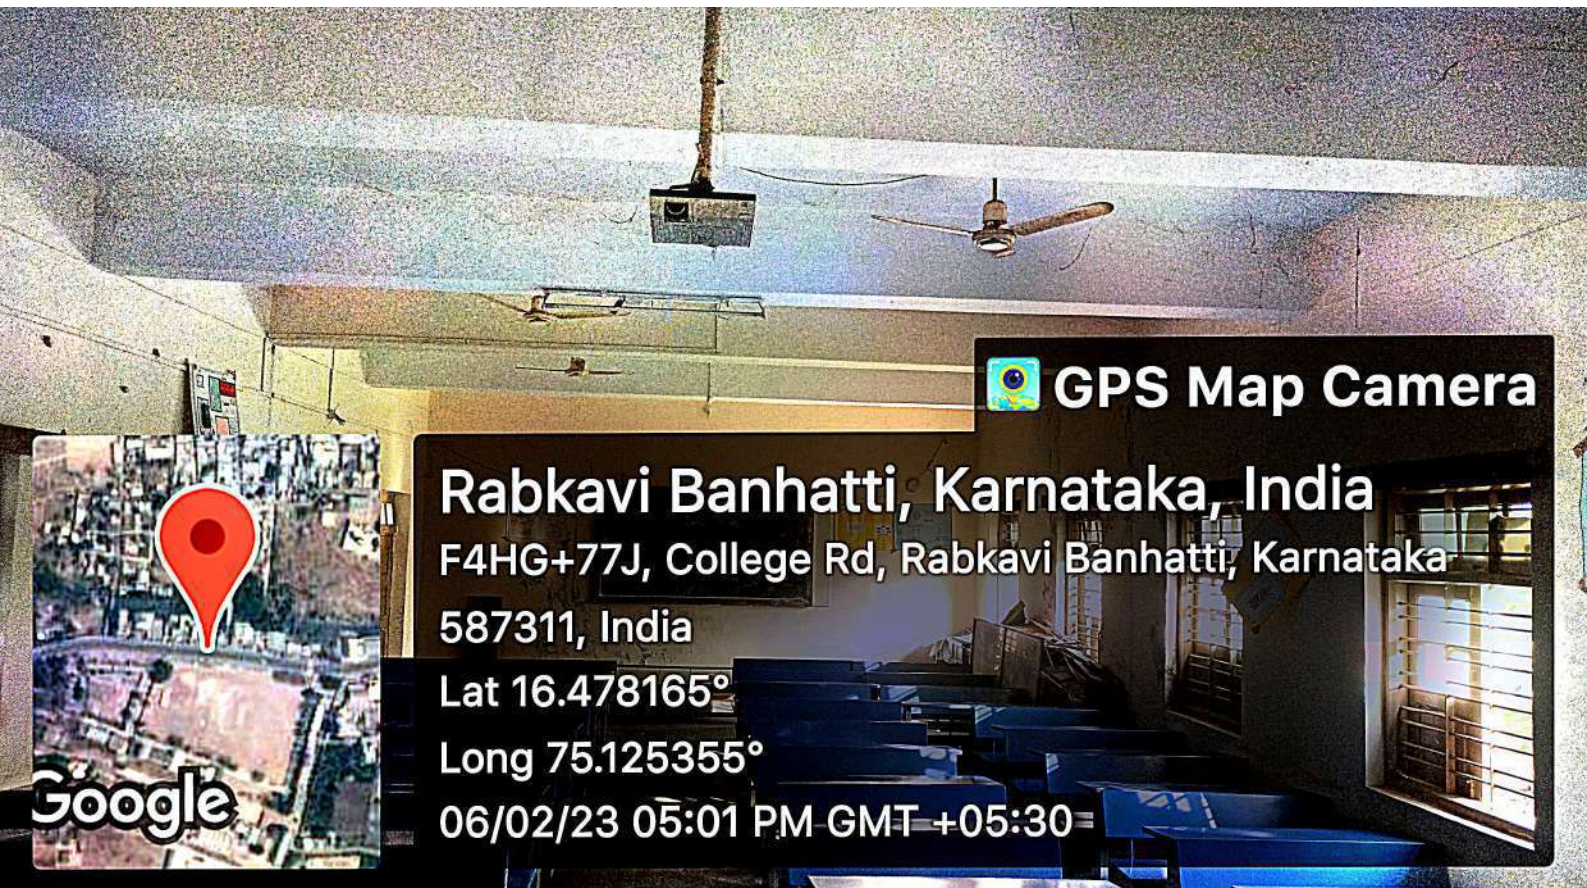 GPS Map Camera
Rabkavi Banhatti, Karnataka, India
F4HG+77J, College Rd, Rabkavi Banhatti, Karnataka
587311, India
Lat 16.478165°
Long 75.125355°
06/02/23 05:01 PM GMT +05:30
Google